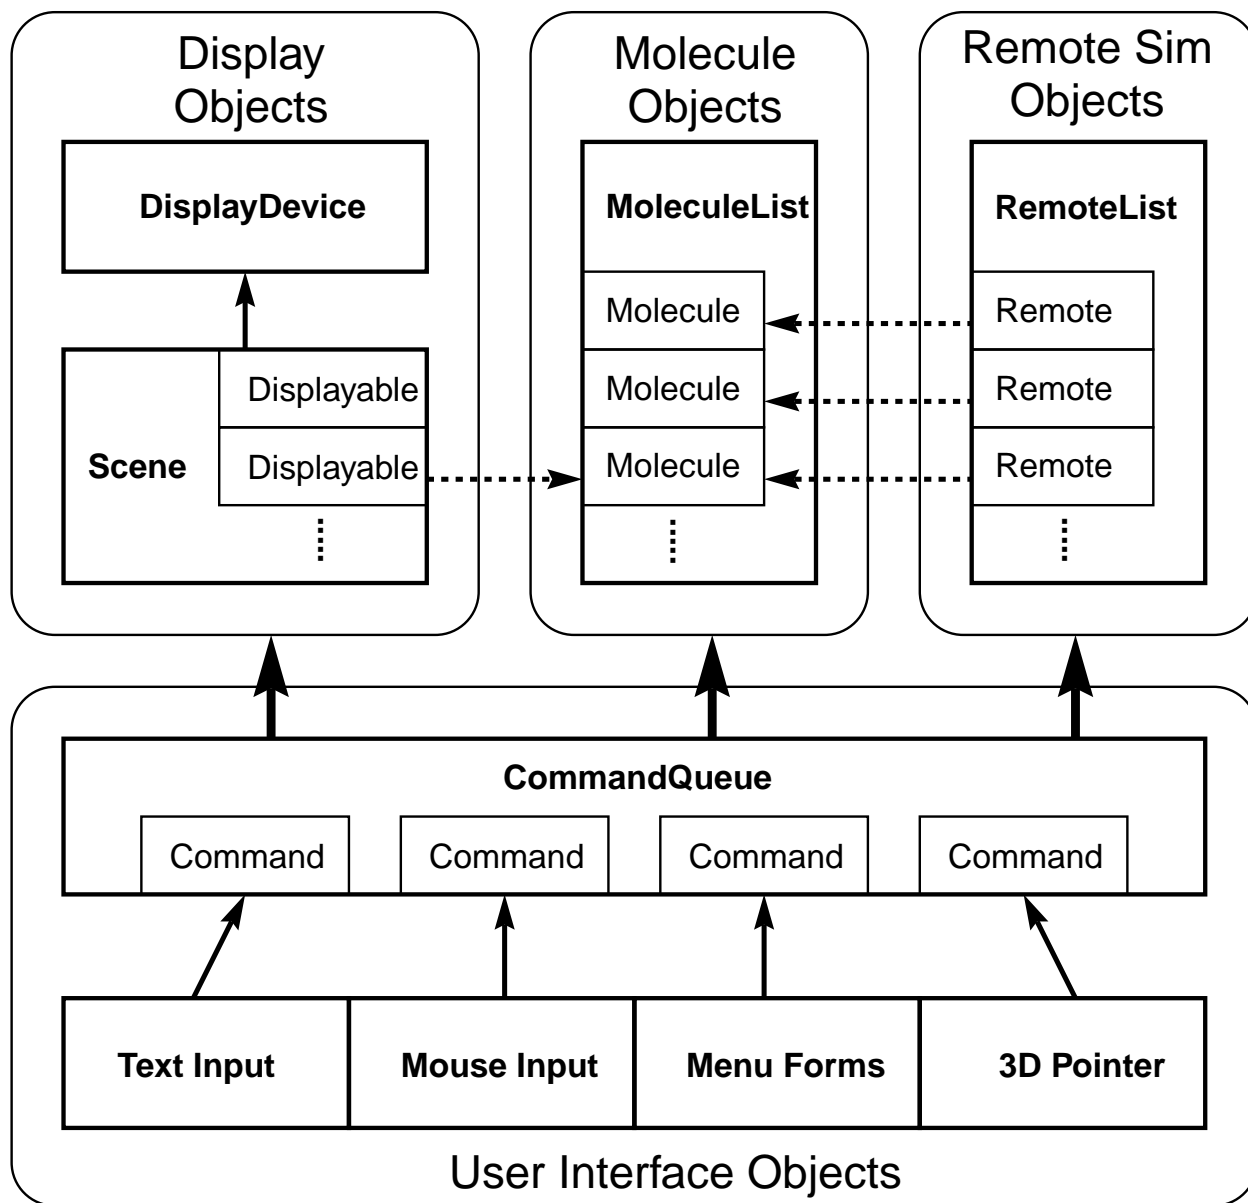 Display
Objects
DisplayDevice
Displayable
Scene
Displayable
Molecule
Objects
MoleculeList
Molecule
Molecule
Molecule
Remote Sim
Objects
RemoteList
Remote
Remote
Remote
CommandQueue
Command
Command
Command
Command
Text Input
Mouse Input
Menu Forms
3D Pointer
User Interface Objects